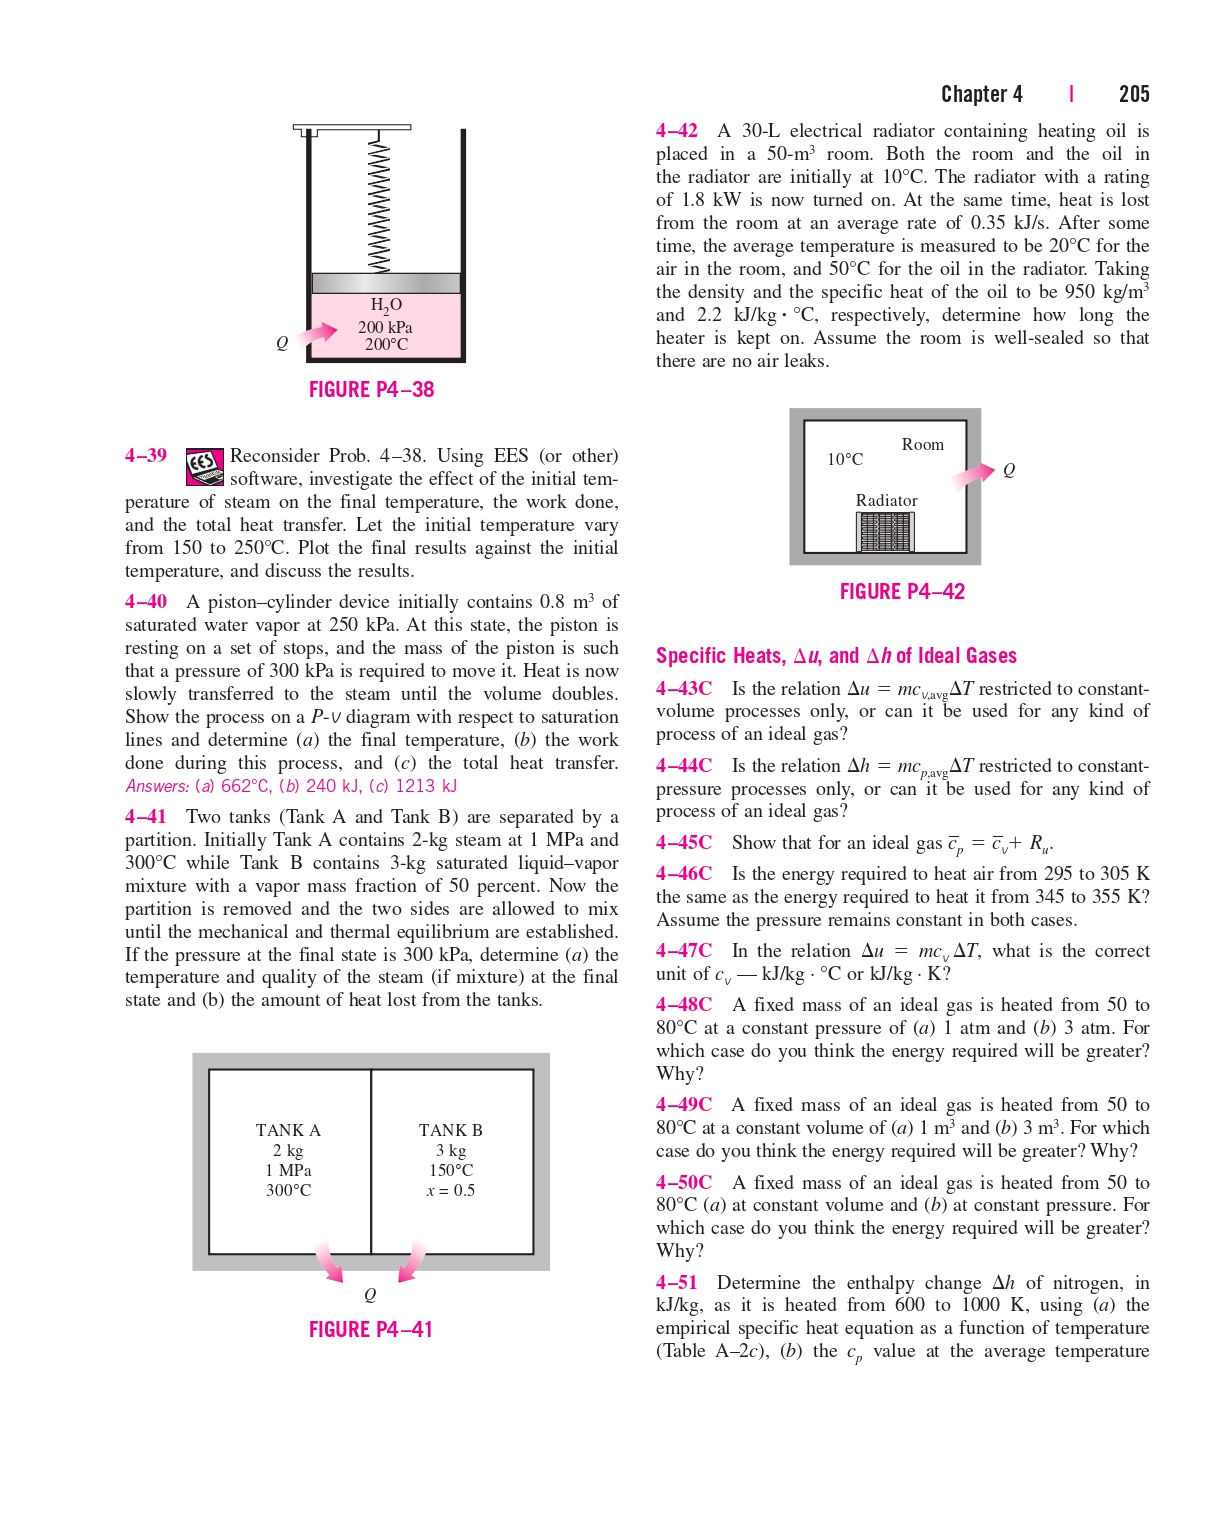 Chapter 4 | 205
H₂O
200 kPa
200°C
Q
FIGURE P4–38
4–39 EES Reconsider Prob. 4–38. Using EES (or other)
software, investigate the effect of the initial tem-
perature of steam on the final temperature, the work done,
and the total heat transfer. Let the initial temperature vary
from 150 to 250°C. Plot the final results against the initial
temperature, and discuss the results.
4–40 A piston–cylinder device initially contains 0.8 m³ of
saturated water vapor at 250 kPa. At this state, the piston is
resting on a set of stops, and the mass of the piston is such
that a pressure of 300 kPa is required to move it. Heat is now
slowly transferred to the steam until the volume doubles.
Show the process on a P-v diagram with respect to saturation
lines and determine (a) the final temperature, (b) the work
done during this process, and (c) the total heat transfer.
Answers: (a) 662°C, (b) 240 kJ, (c) 1213 kJ
4–41 Two tanks (Tank A and Tank B) are separated by a
partition. Initially Tank A contains 2-kg steam at 1 MPa and
300°C while Tank B contains 3-kg saturated liquid–vapor
mixture with a vapor mass fraction of 50 percent. Now the
partition is removed and the two sides are allowed to mix
until the mechanical and thermal equilibrium are established.
If the pressure at the final state is 300 kPa, determine (a) the
temperature and quality of the steam (if mixture) at the final
state and (b) the amount of heat lost from the tanks.
TANK A
2 kg
1 MPa
300°C
TANK B
3 kg
150°C
x = 0.5
Q
FIGURE P4–41
4–42 A 30-L electrical radiator containing heating oil is
placed in a 50-m³ room. Both the room and the oil in
the radiator are initially at 10°C. The radiator with a rating
of 1.8 kW is now turned on. At the same time, heat is lost
from the room at an average rate of 0.35 kJ/s. After some
time, the average temperature is measured to be 20°C for the
air in the room, and 50°C for the oil in the radiator. Taking
the density and the specific heat of the oil to be 950 kg/m³
and 2.2 kJ/kg · °C, respectively, determine how long the
heater is kept on. Assume the room is well-sealed so that
there are no air leaks.
Room
10°C
Q
Radiator
FIGURE P4–42
Specific Heats, Δu, and Δh of Ideal Gases
4–43C Is the relation Δu = mc_v,avg ΔT restricted to constant-
volume processes only, or can it be used for any kind of
process of an ideal gas?
4–44C Is the relation Δh = mc_p,avg ΔT restricted to constant-
pressure processes only, or can it be used for any kind of
process of an ideal gas?
4–45C Show that for an ideal gas c̄_p = c̄_v + R_u.
4–46C Is the energy required to heat air from 295 to 305 K
the same as the energy required to heat it from 345 to 355 K?
Assume the pressure remains constant in both cases.
4–47C In the relation Δu = mc_v ΔT, what is the correct
unit of c_v — kJ/kg · °C or kJ/kg · K?
4–48C A fixed mass of an ideal gas is heated from 50 to
80°C at a constant pressure of (a) 1 atm and (b) 3 atm. For
which case do you think the energy required will be greater?
Why?
4–49C A fixed mass of an ideal gas is heated from 50 to
80°C at a constant volume of (a) 1 m³ and (b) 3 m³. For which
case do you think the energy required will be greater? Why?
4–50C A fixed mass of an ideal gas is heated from 50 to
80°C (a) at constant volume and (b) at constant pressure. For
which case do you think the energy required will be greater?
Why?
4–51 Determine the enthalpy change Δh of nitrogen, in
kJ/kg, as it is heated from 600 to 1000 K, using (a) the
empirical specific heat equation as a function of temperature
(Table A–2c), (b) the c_p value at the average temperature